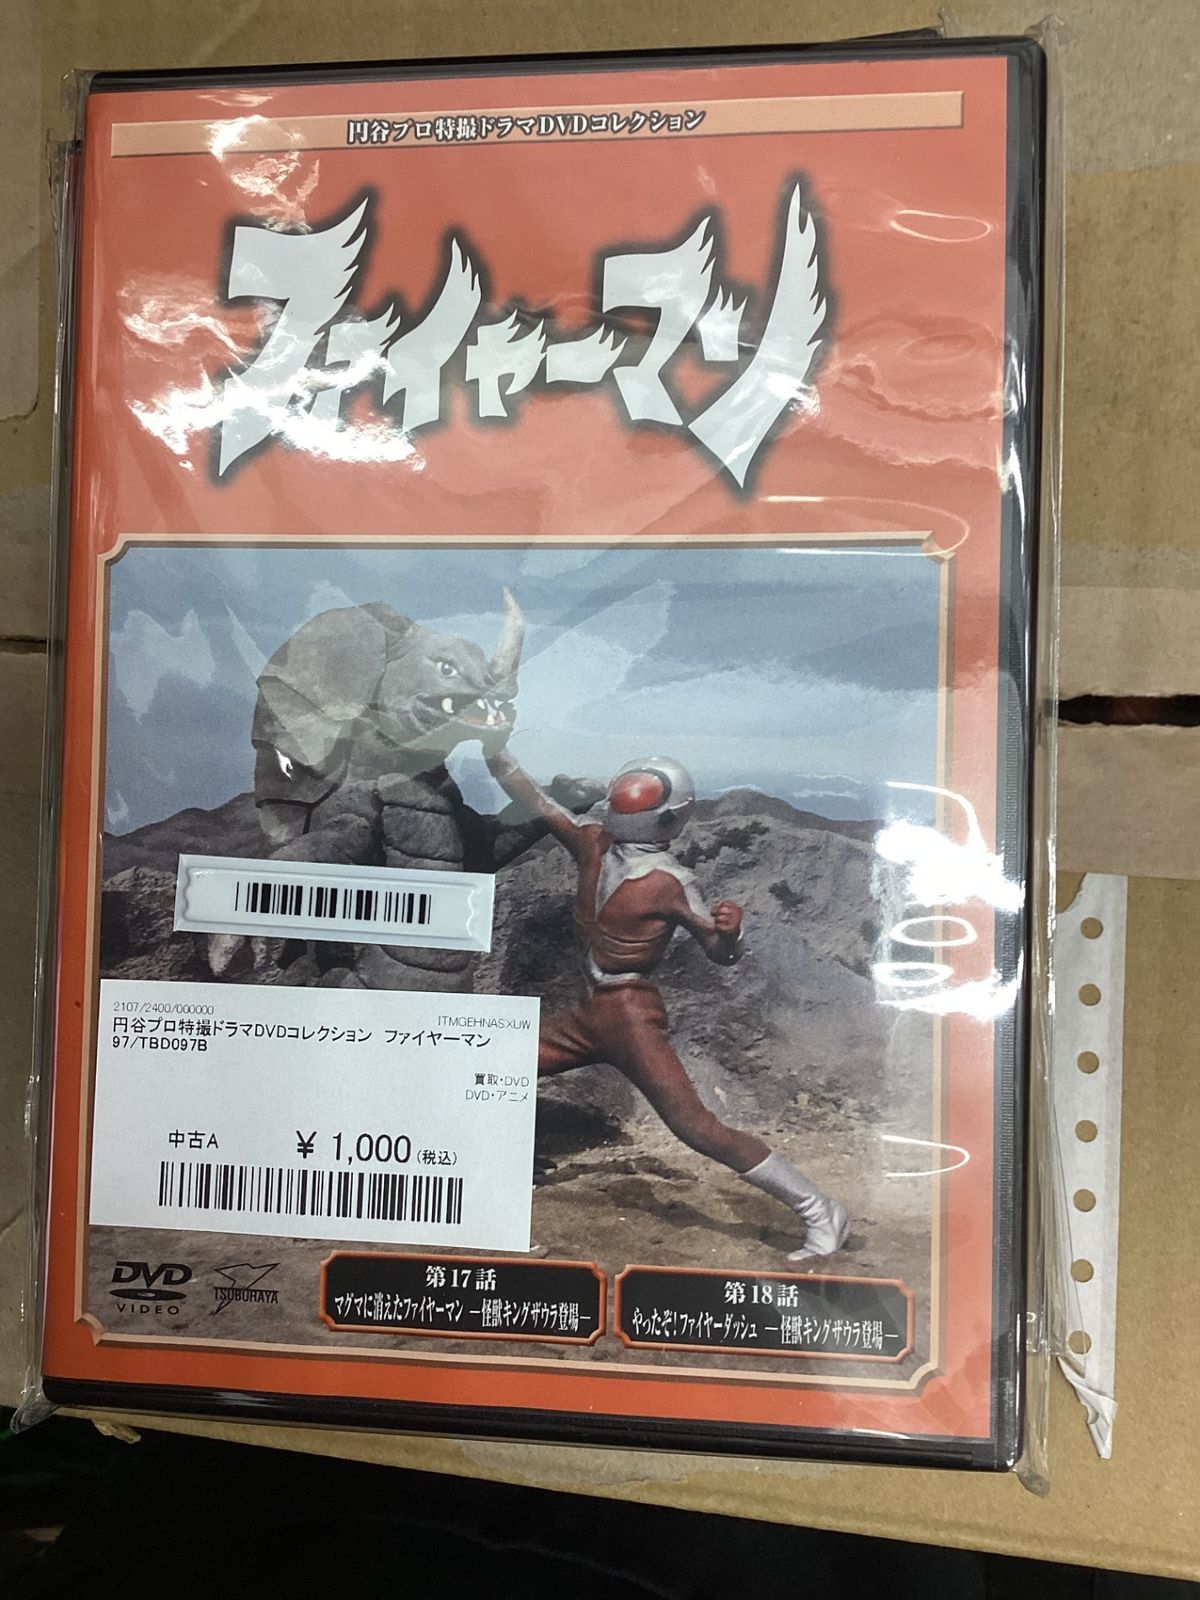 円谷プロ特撮ドラマDVDコレクション
ファイヤーマン
2107/2400/000000
ITMGEHNASXUW
円谷プロ特撮ドラマDVDコレクション ファイヤーマン
97/TBD097B
買取・DVD
DVD・アニメ
中古A ¥ 1,000(税込)
DVD
VIDEO
TSUBURAYA
第17話
マグマに消えたファイヤーマン ―怪獣キングザウラ登場―
第18話
やったぞ!ファイヤーダッシュ ―怪獣キングザウラ登場―